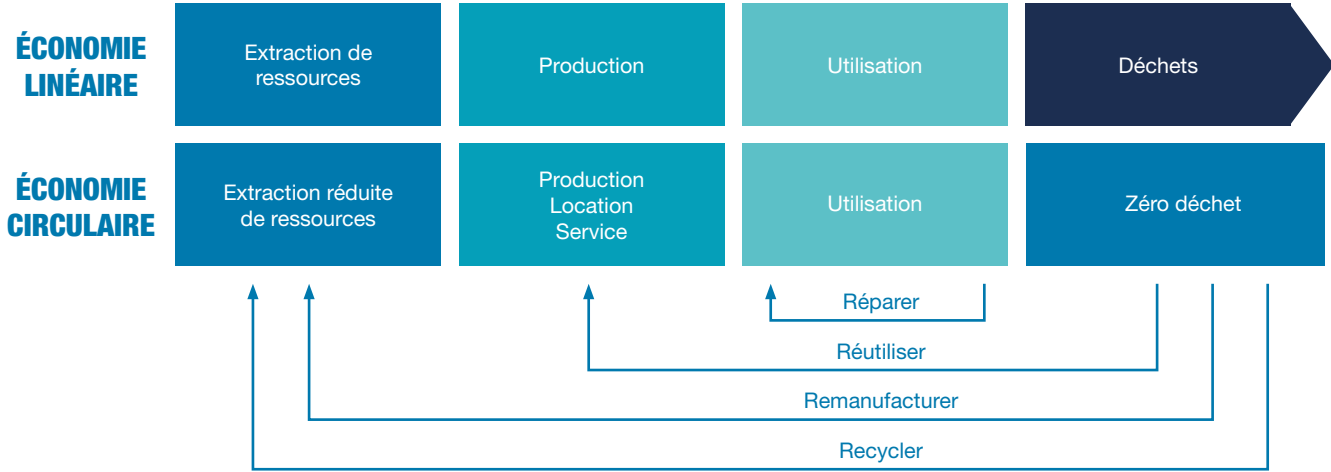 ÉCONOMIE
LINÉAIRE
Extraction de
ressources
Production
Utilisation
Déchets
ÉCONOMIE
CIRCULAIRE
Extraction réduite
de ressources
Production
Location
Service
Utilisation
Zéro déchet
Réparer
Réutiliser
Remanufacturer
Recycler